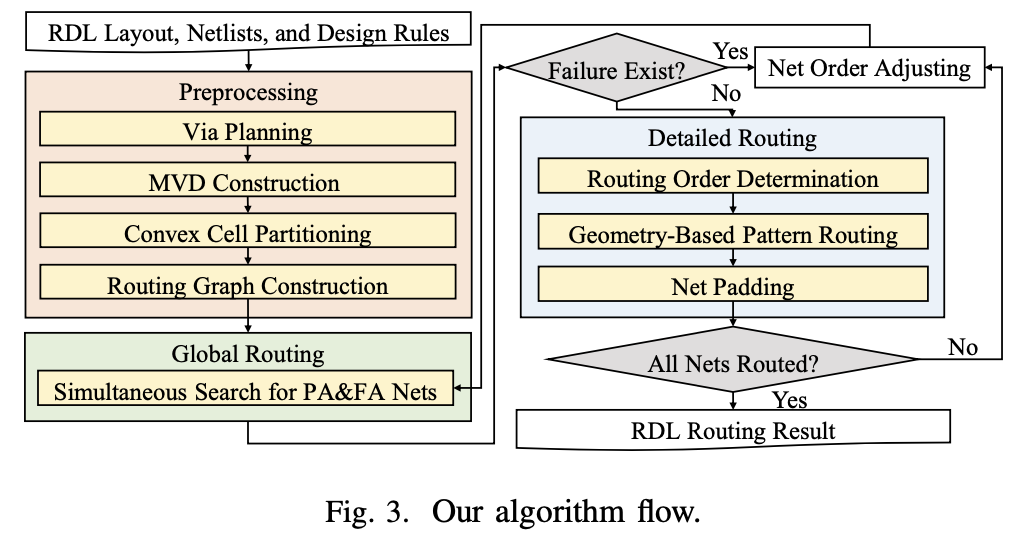 RDL Layout, Netlists, and Design Rules
Preprocessing
Via Planning
MVD Construction
Convex Cell Partitioning
Routing Graph Construction
Global Routing
Simultaneous Search for PA&FA Nets
Failure Exist?
Yes
Net Order Adjusting
No
Detailed Routing
Routing Order Determination
Geometry-Based Pattern Routing
Net Padding
All Nets Routed?
No
Yes
RDL Routing Result
Fig. 3. Our algorithm flow.